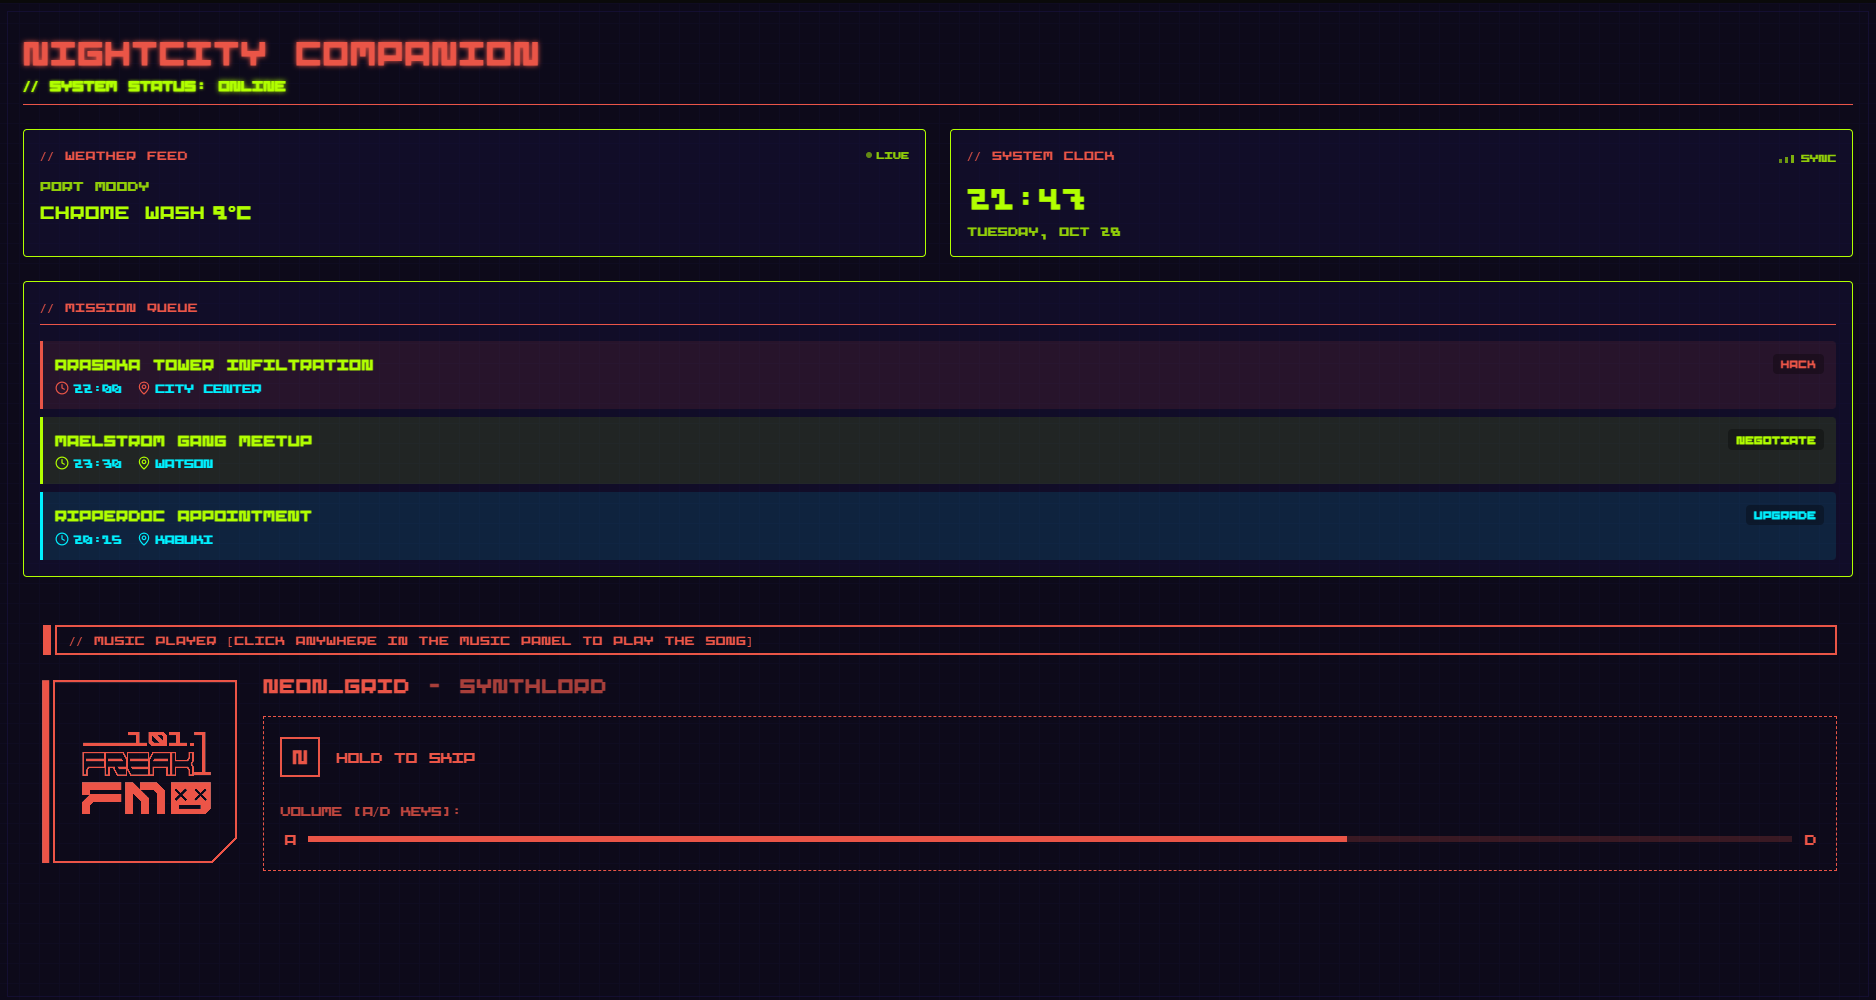 NIGHTCITY COMPANION
// SYSTEM STATUS: ONLINE
// WEATHER FEED
LIVE
PORT MOODY
CHROME WASH 9°C
// SYSTEM CLOCK
SYNC
21:47
TUESDAY, OCT 28
// MISSION QUEUE
ARASAKA TOWER INFILTRATION
HACK
22:00 CITY CENTER
MAELSTROM GANG MEETUP
NEGOTIATE
23:30 WATSON
RIPPERDOC APPOINTMENT
UPGRADE
20:15 KABUKI
// MUSIC PLAYER [CLICK ANYWHERE IN THE MUSIC PANEL TO PLAY THE SONG]
101.1
FREAK
FM
NEON_GRID - SYNTHLORD
N HOLD TO SKIP
VOLUME [A/D KEYS]:
A D